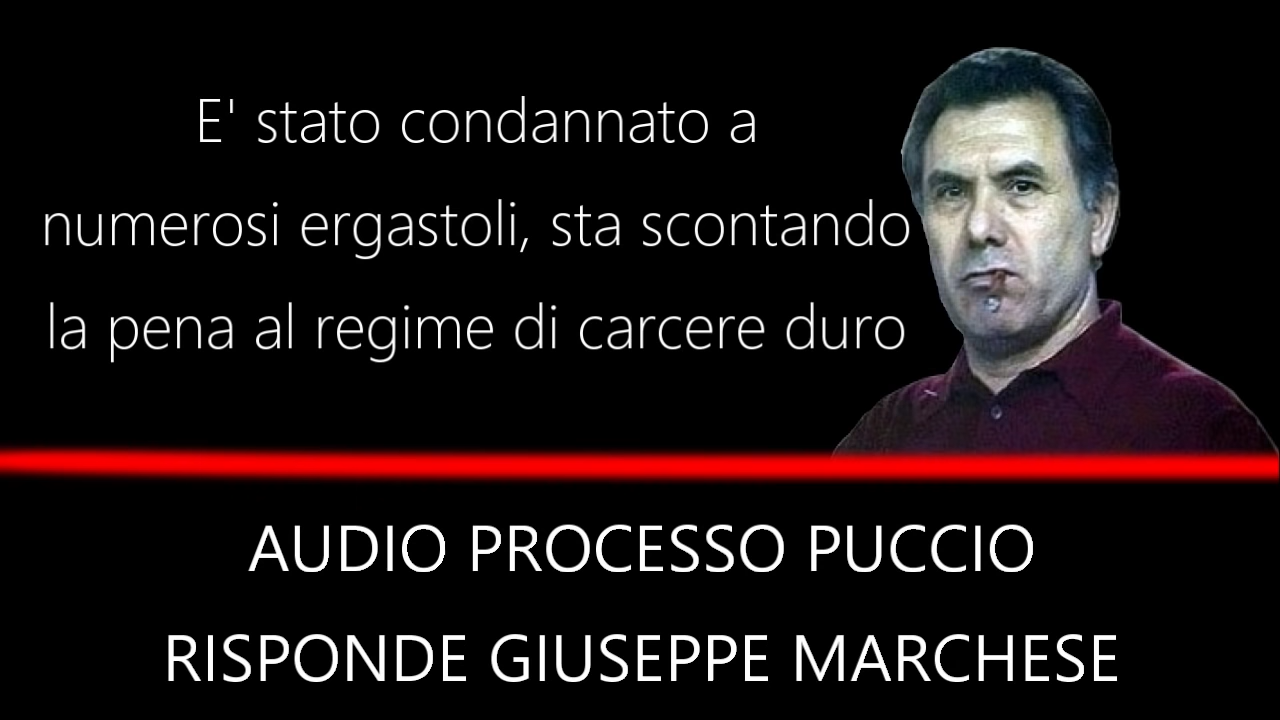 E' stato condannato a
numerosi ergastoli, sta scontando
la pena al regime di carcere duro
AUDIO PROCESSO PUCCIO
RISPONDE GIUSEPPE MARCHESE